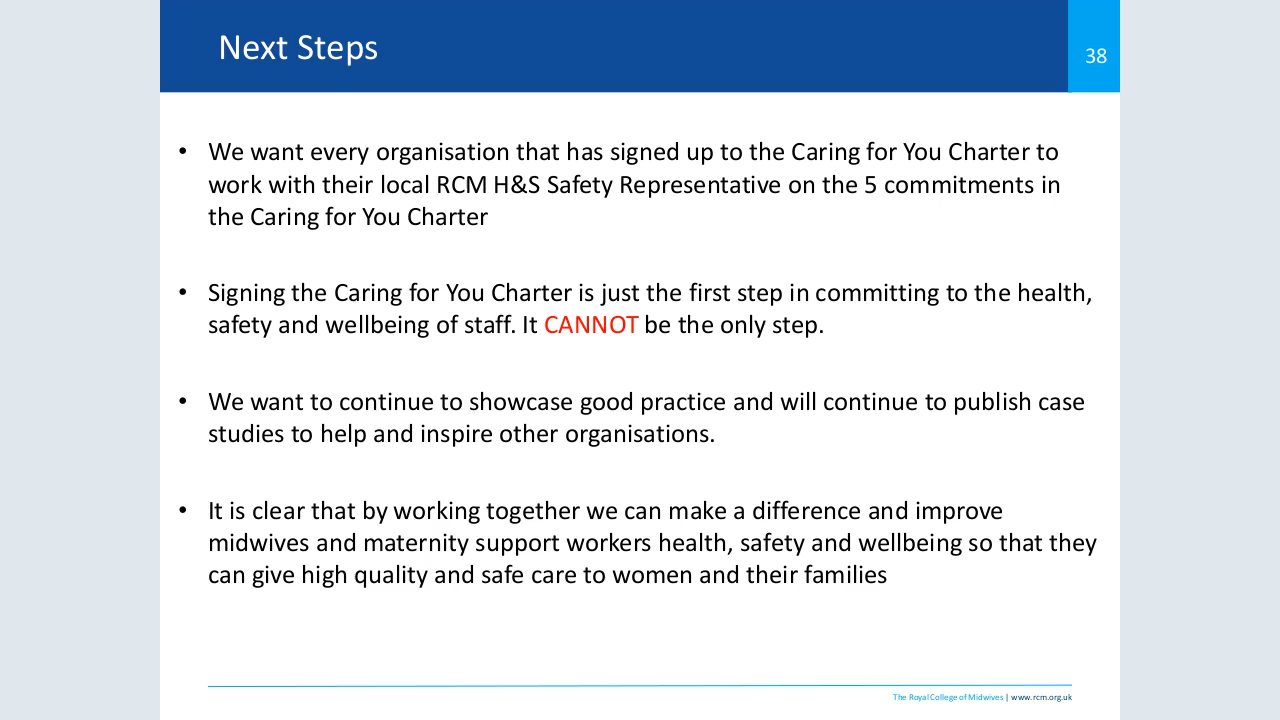 Next Steps
38
• We want every organisation that has signed up to the Caring for You Charter to
work with their local RCM H&S Safety Representative on the 5 commitments in
the Caring for You Charter
• Signing the Caring for You Charter is just the first step in committing to the health,
safety and wellbeing of staff. It CANNOT be the only step.
• We want to continue to showcase good practice and will continue to publish case
studies to help and inspire other organisations.
• It is clear that by working together we can make a difference and improve
midwives and maternity support workers health, safety and wellbeing so that they
can give high quality and safe care to women and their families
The Royal College of Midwives | www.rcm.org.uk